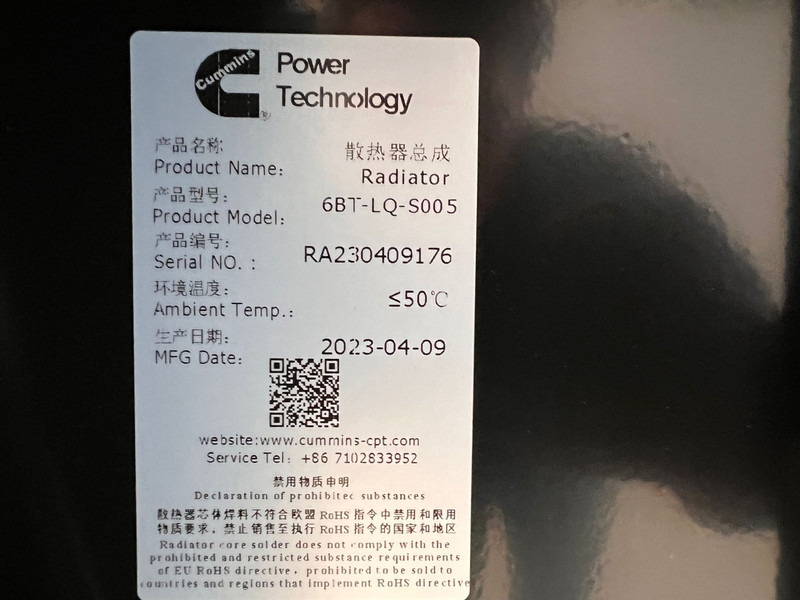 Cummins
Power
Technology
产品名称:
散热器总成
Product Name:
Radiator
产品型号:
Product Model:
6BT-LQ-S005
产品编号:
Serial NO. :
RA230409176
环境温度:
Ambient Temp.:
≤50℃
生产日期:
MFG Date:
2023-04-09
website:www.cummins-cpt.com
Service Tel: +86 7102833952
禁用物质申明
Declaration of prohibited substances
散热器芯体焊料不符合欧盟 RoHS 指令中禁用和限用
物质要求，禁止销售至执行 RoHS 指令的国家和地区
Radiator core solder does not comply with the
prohibited and restricted substance requirements
of EU RoHS directive, prohibited to be sold to
countries and regions that implement RoHS directive